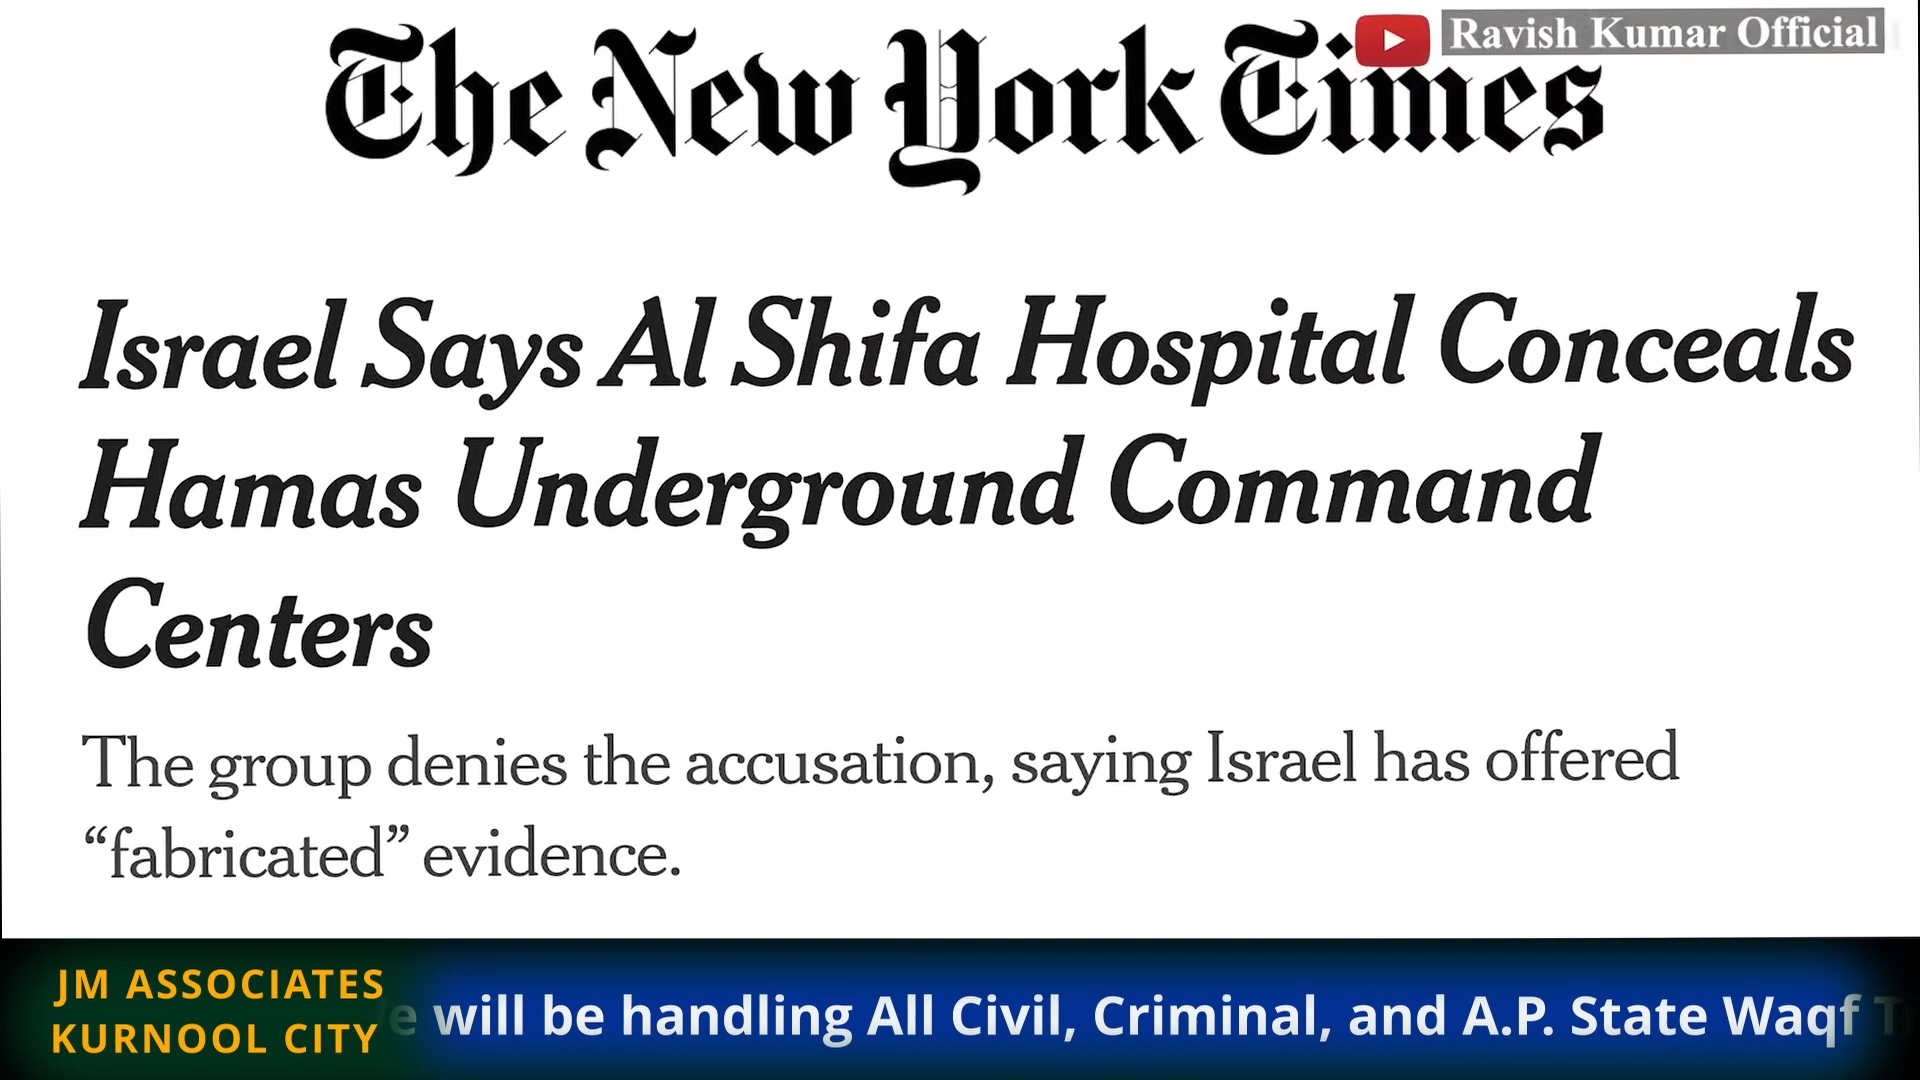 The New York Times
Ravish Kumar Official
Israel Says Al Shifa Hospital Conceals
Hamas Underground Command
Centers
The group denies the accusation, saying Israel has offered
“fabricated” evidence.
JM ASSOCIATES
KURNOOL CITY
will be handling All Civil, Criminal, and A.P. State Waqf